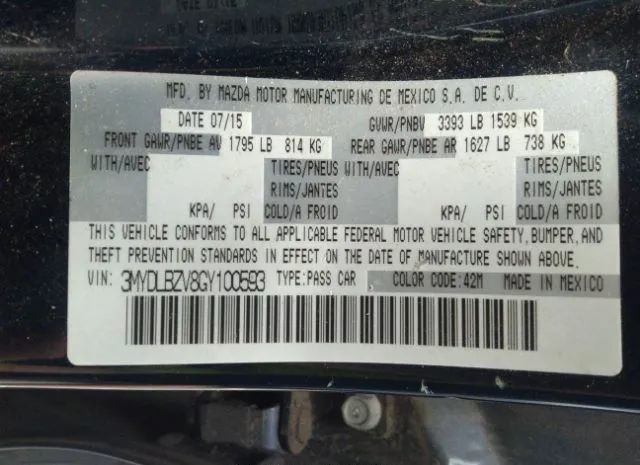 MFD. BY MAZDA MOTOR MANUFACTURING DE MEXICO S.A. DE C.V.
DATE 07/15 GVWR/PNBV 3393 LB 1539 KG
FRONT GAWR/PNBE AV 1795 LB 814 KG REAR GAWR/PNBE AR 1627 LB 738 KG
WITH/AVEC TIRES/PNEUS WITH/AVEC TIRES/PNEUS
RIMS/JANTES RIMS/JANTES
KPA/ PSI COLD/A FROID KPA/ PSI COLD/A FROID
THIS VEHICLE CONFORMS TO ALL APPLICABLE FEDERAL MOTOR VEHICLE SAFETY, BUMPER, AND
THEFT PREVENTION STANDARDS IN EFFECT ON THE DATE OF MANUFACTURE SHOWN ABOVE.
VIN: 3MYDLBZV8GY100593 TYPE:PASS CAR COLOR CODE:42M MADE IN MEXICO